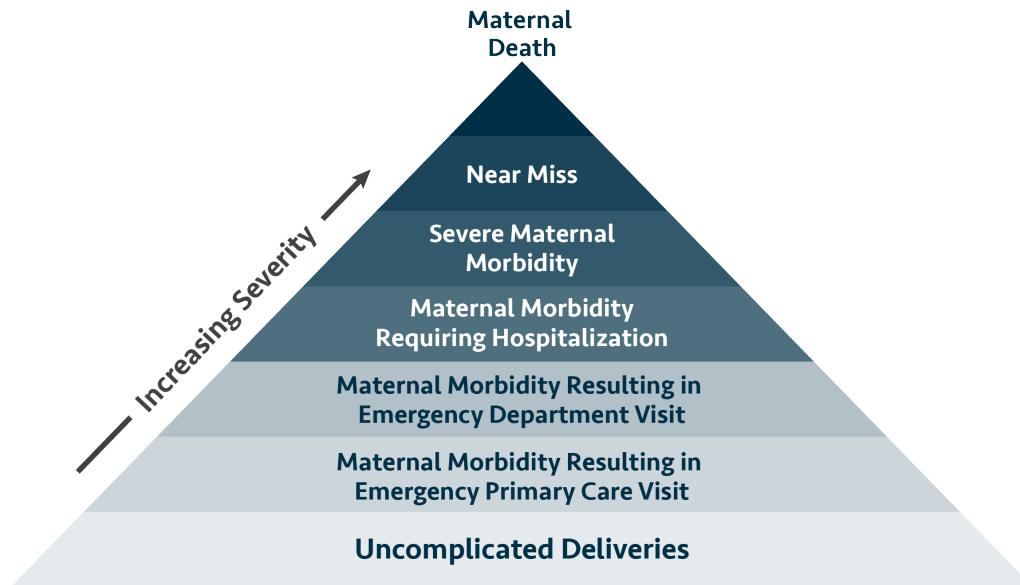 Maternal
Death
Near Miss
Severe Maternal
Morbidity
Maternal Morbidity
Requiring Hospitalization
Maternal Morbidity Resulting in
Emergency Department Visit
Maternal Morbidity Resulting in
Emergency Primary Care Visit
Uncomplicated Deliveries
Increasing Severity